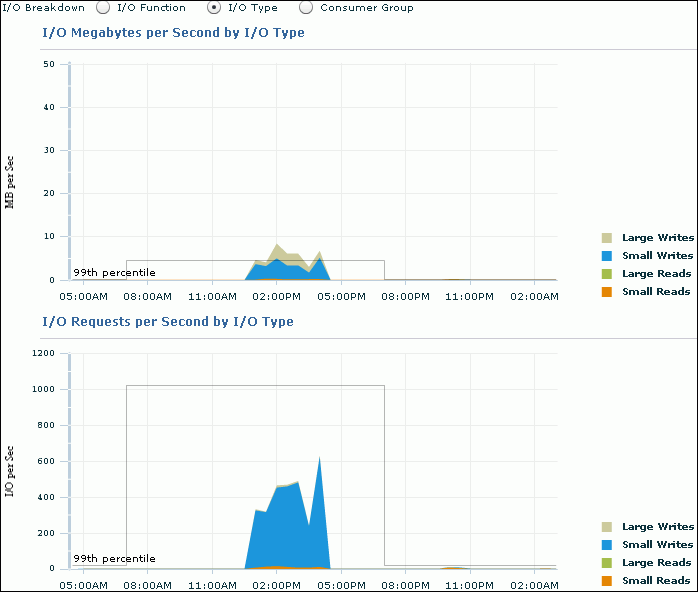 I/O Breakdown I/O Function I/O Type Consumer Group
I/O Megabytes per Second by I/O Type
50
40
30
20
10
0
MB per Sec
99th percentile
05:00AM 08:00AM 11:00AM 02:00PM 05:00PM 08:00PM 11:00PM 02:00AM
Large Writes
Small Writes
Large Reads
Small Reads
I/O Requests per Second by I/O Type
1200
1000
800
600
400
200
0
I/O per Sec
99th percentile
05:00AM 08:00AM 11:00AM 02:00PM 05:00PM 08:00PM 11:00PM 02:00AM
Large Writes
Small Writes
Large Reads
Small Reads